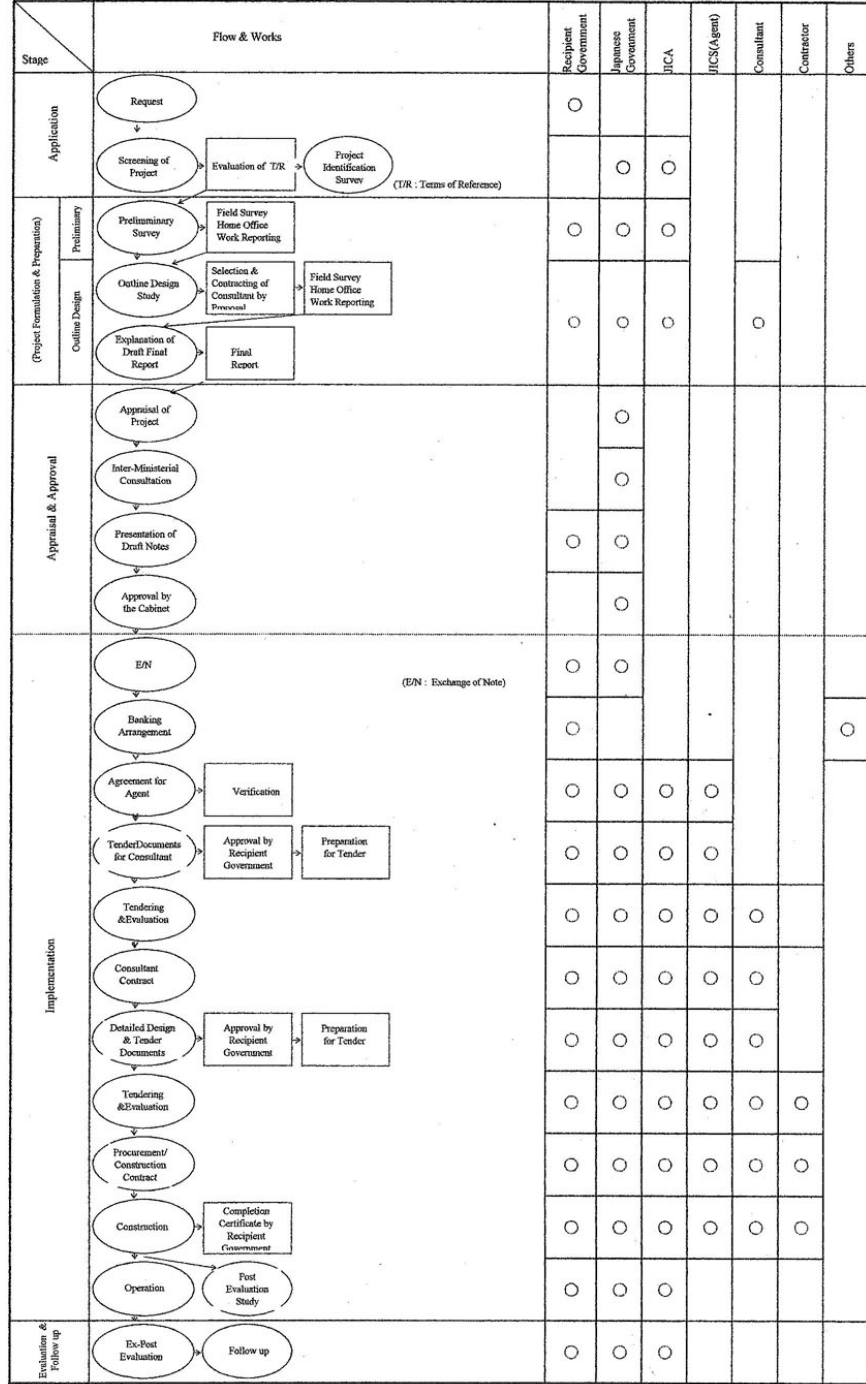 Stage
Flow & Works
Recipient
Government
Japanese
Govenment
JICA
JICS(Agent)
Consultant
Contractor
Others
Application
Request
Screening of
Project
Evaluation of T/R
Project
Identification
Survey
(T/R : Terms of Reference)
(Project Formulation & Preparation)
Preliminary
Prelimminary
Survey
Field Survey
Home Office
Work Reporting
Outline Design
Outline Design
Study
Selection &
Contracting of
Consultant by
Proposal
Field Survey
Home Office
Work Reporting
Explanation of
Draft Final
Report
Final
Report
Appraisal & Approval
Appraisal of
Project
Inter-Ministerial
Consultation
Presentation of
Draft Notes
Approval by
the Cabinet
Implementation
E/N
(E/N : Exchange of Note)
Banking
Arrangement
Agreement for
Agent
Verification
TenderDocuments
for Consultant
Approval by
Recipient
Government
Preparation
for Tender
Tendering
&Evaluation
Consultant
Contract
Detailed Design
& Tender
Documents
Approval by
Recipient
Government
Preparation
for Tender
Tendering
&Evaluation
Procurement/
Construction
Contract
Construction
Completion
Certificate by
Recipient
Government
Operation
Post
Evaluation
Study
Evaluation &
Follow up
Ex-Post
Evaluation
Follow up